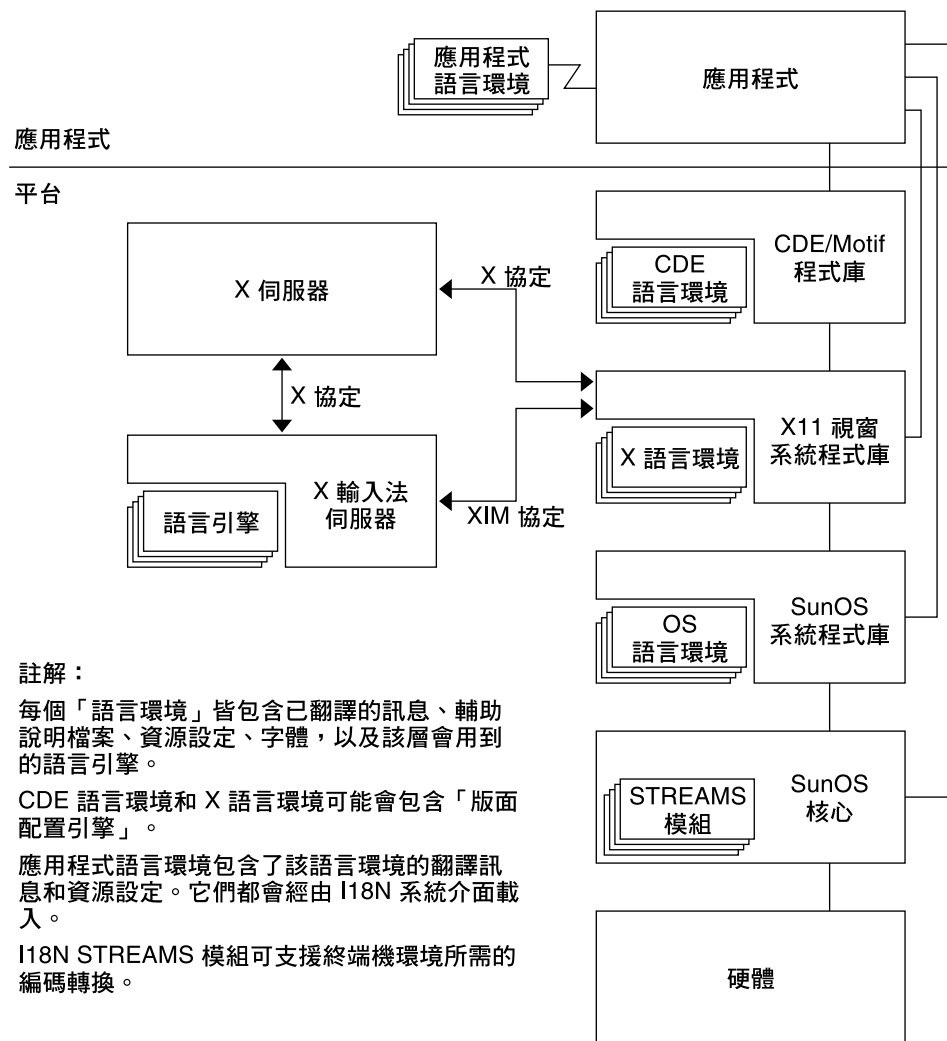 應用程式
語言環境
應用程式
應用程式
平台
X 伺服器
X 協定
CDE
語言環境
CDE/Motif
程式庫
X 協定
X11 視窗
系統程式庫
X 語言環境
X 輸入法
伺服器
語言引擎
XIM 協定
OS
語言環境
SunOS
系統程式庫
STREAMS
模組
SunOS
核心
硬體
註解：
每個「語言環境」皆包含已翻譯的訊息、輔助
說明檔案、資源設定、字體，以及該層會用到
的語言引擎。
CDE 語言環境和 X 語言環境可能會包含「版面
配置引擎」。
應用程式語言環境包含了該語言環境的翻譯訊
息和資源設定。它們都會經由 I18N 系統介面載
入。
I18N STREAMS 模組可支援終端機環境所需的
編碼轉換。